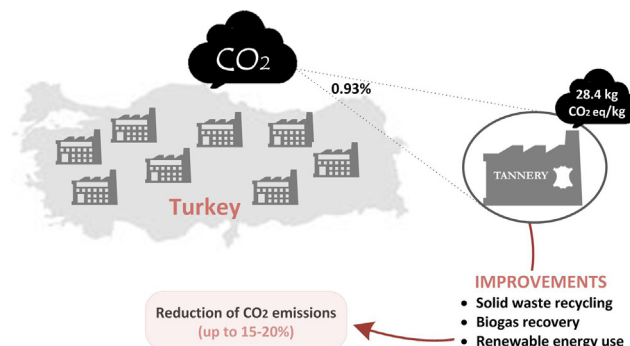 CO2
0.93%
28.4 kg
CO2 eq/kg
TANNERY
Turkey
IMPROVEMENTS
• Solid waste recycling
• Biogas recovery
• Renewable energy use
Reduction of CO2 emissions
(up to 15-20%)